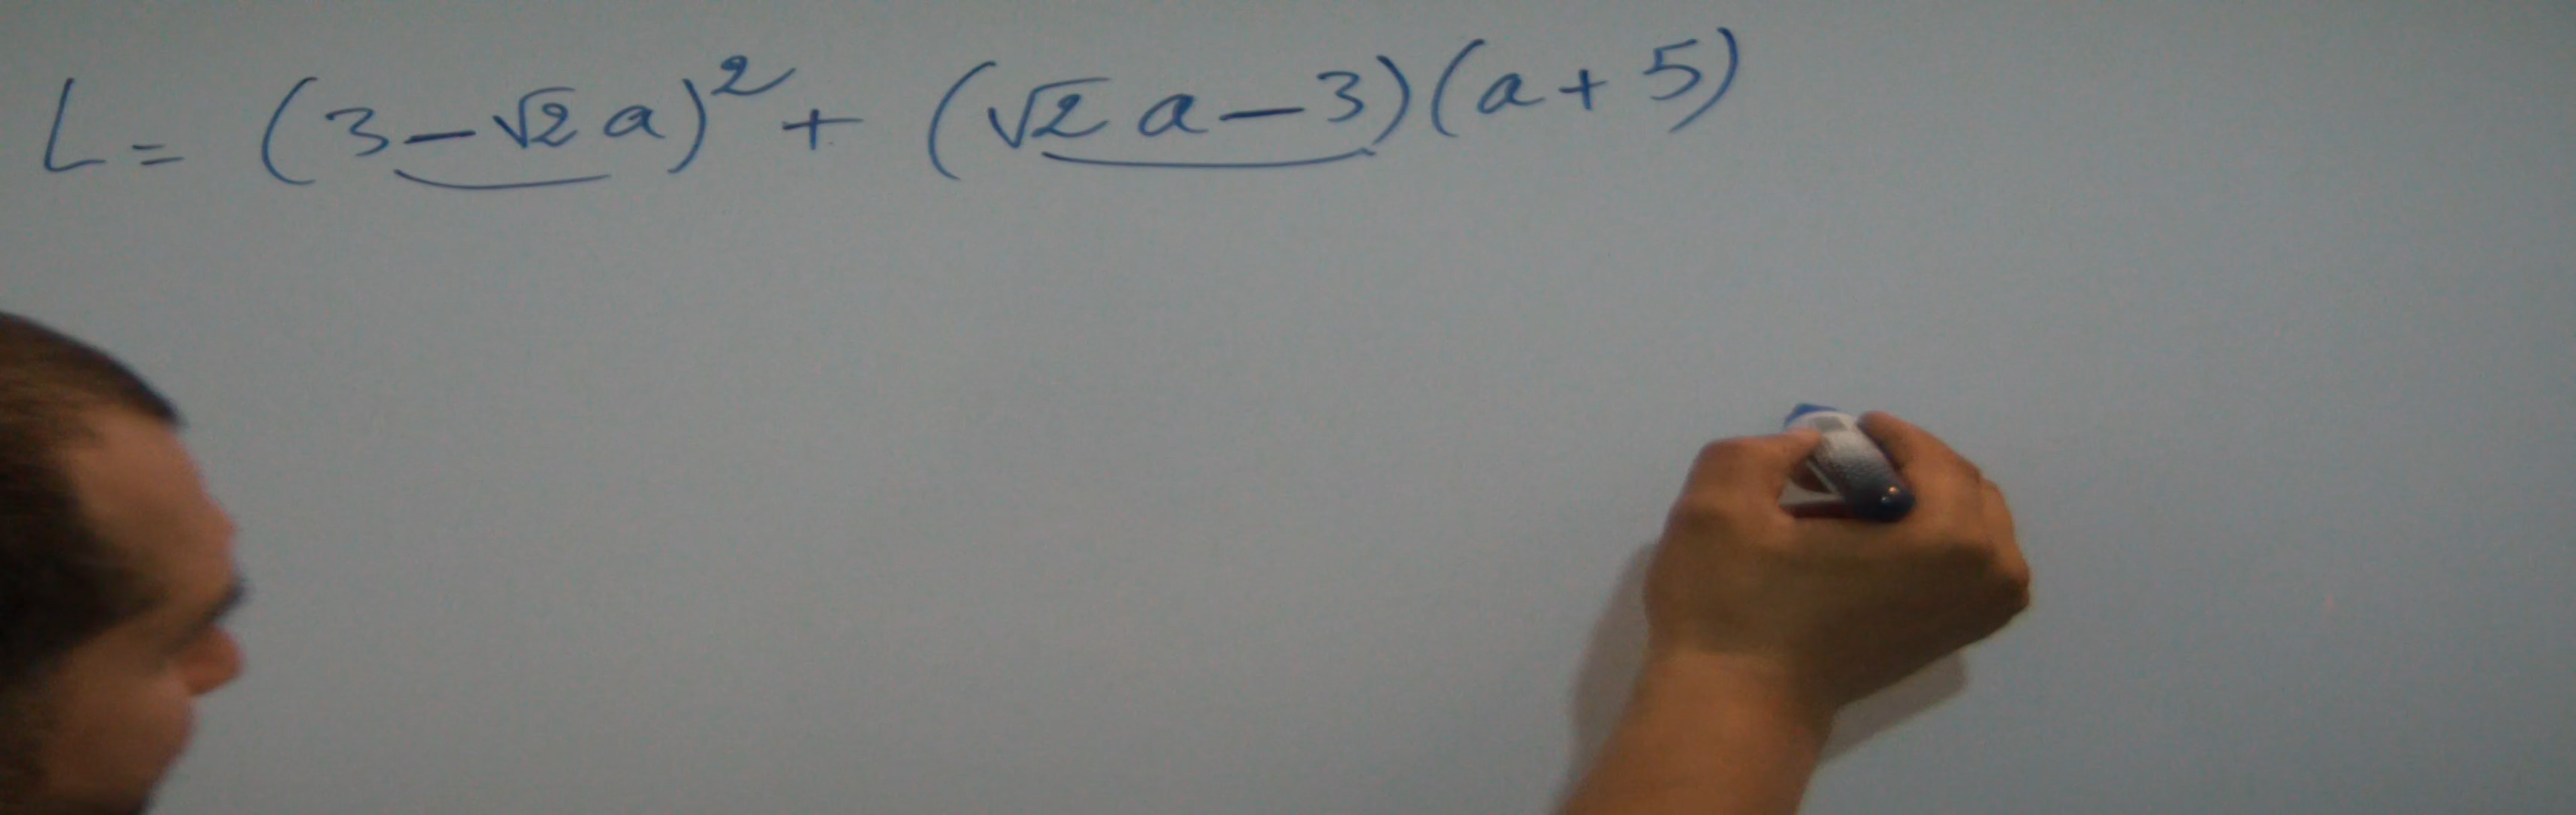 L = (3-√2 a)² + (√2 a-3)(a+5)